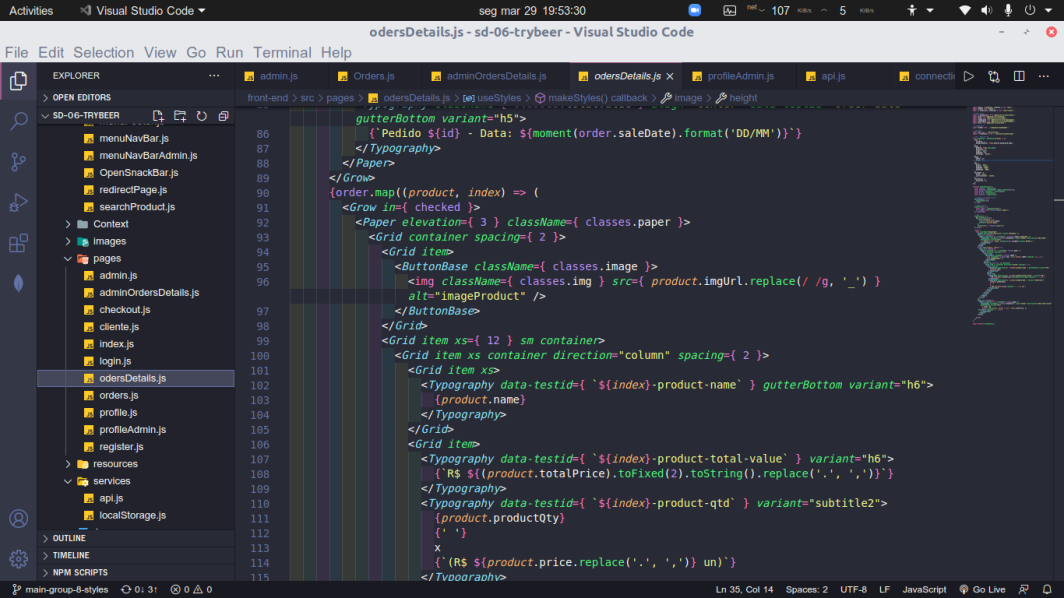 Activities
Visual Studio Code
seg mar 29 19:53:30
net 107 KiB/s 5 KiB/s
odersDetails.js - sd-06-trybeer - Visual Studio Code
File Edit Selection View Go Run Terminal Help
EXPLORER
OPEN EDITORS
SD-06-TRYBEER
menuNavBar.js
menuNavBarAdmin.js
OpenSnackBar.js
redirectPage.js
searchProduct.js
Context
images
pages
admin.js
adminOrdersDetails.js
checkout.js
cliente.js
index.js
login.js
odersDetails.js
orders.js
profile.js
profileAdmin.js
register.js
resources
services
api.js
localStorage.js
OUTLINE
TIMELINE
NPM SCRIPTS
admin.js Orders.js adminOrdersDetails.js odersDetails.js profileAdmin.js api.js connecti
front-end > src > pages > odersDetails.js > useStyles > makeStyles() callback > image > height
gutterBottom variant="h5">
86 {`Pedido ${id} - Data: ${moment(order.saleDate).format('DD/MM')}`}
87 </Typography>
88 </Paper>
89 </Grow>
90 {order.map((product, index) => (
91 <Grow in={ checked }>
92 <Paper elevation={ 3 } className={ classes.paper }>
93 <Grid container spacing={ 2 }>
94 <Grid item>
95 <ButtonBase className={ classes.image }>
96 <img className={ classes.img } src={ product.imgUrl.replace(/ /g, '_') }
alt="imageProduct" />
97 </ButtonBase>
98 </Grid>
99 <Grid item xs={ 12 } sm container>
100 <Grid item xs container direction="column" spacing={ 2 }>
101 <Grid item xs>
102 <Typography data-testid={ `${index}-product-name` } gutterBottom variant="h6">
103 {product.name}
104 </Typography>
105 </Grid>
106 <Grid item>
107 <Typography data-testid={ `${index}-product-total-value` } variant="h6">
108 {`R$ ${(product.totalPrice).toFixed(2).toString().replace('.', ',')}`}
109 </Typography>
110 <Typography data-testid={ `${index}-product-qtd` } variant="subtitle2">
111 {product.productQty}
112 {' '}
113 x
114 {`(R$ ${product.price.replace('.', ',')} un)`}
115 </Typography>
main-group-8-styles 0↓ 3↑ 0 0
Ln 35, Col 14 Spaces: 2 UTF-8 LF JavaScript Go Live